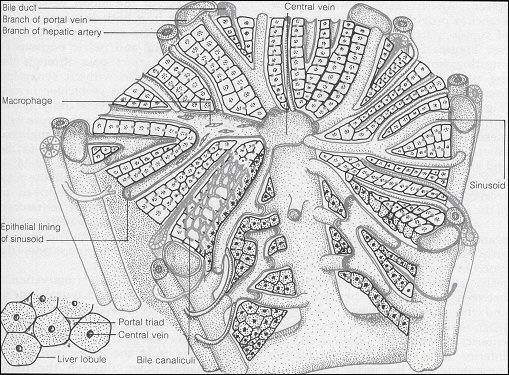 Bile duct
Branch of portal vein
Branch of hepatic artery
Central vein
Macrophage
Sinusoid
Epithelial lining
of sinusoid
Portal triad
Central vein
Liver lobule
Bile canaliculi